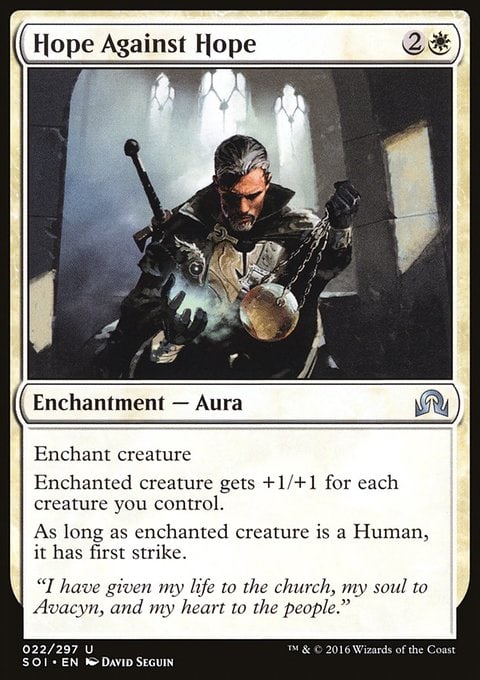 Hope Against Hope 2
Enchantment — Aura
Enchant creature
Enchanted creature gets +1/+1 for each
creature you control.
As long as enchanted creature is a Human,
it has first strike.
“I have given my life to the church, my soul to
Avacyn, and my heart to the people.”
022/297 U
SOI • EN David Seguin
™ & © 2016 Wizards of the Coast